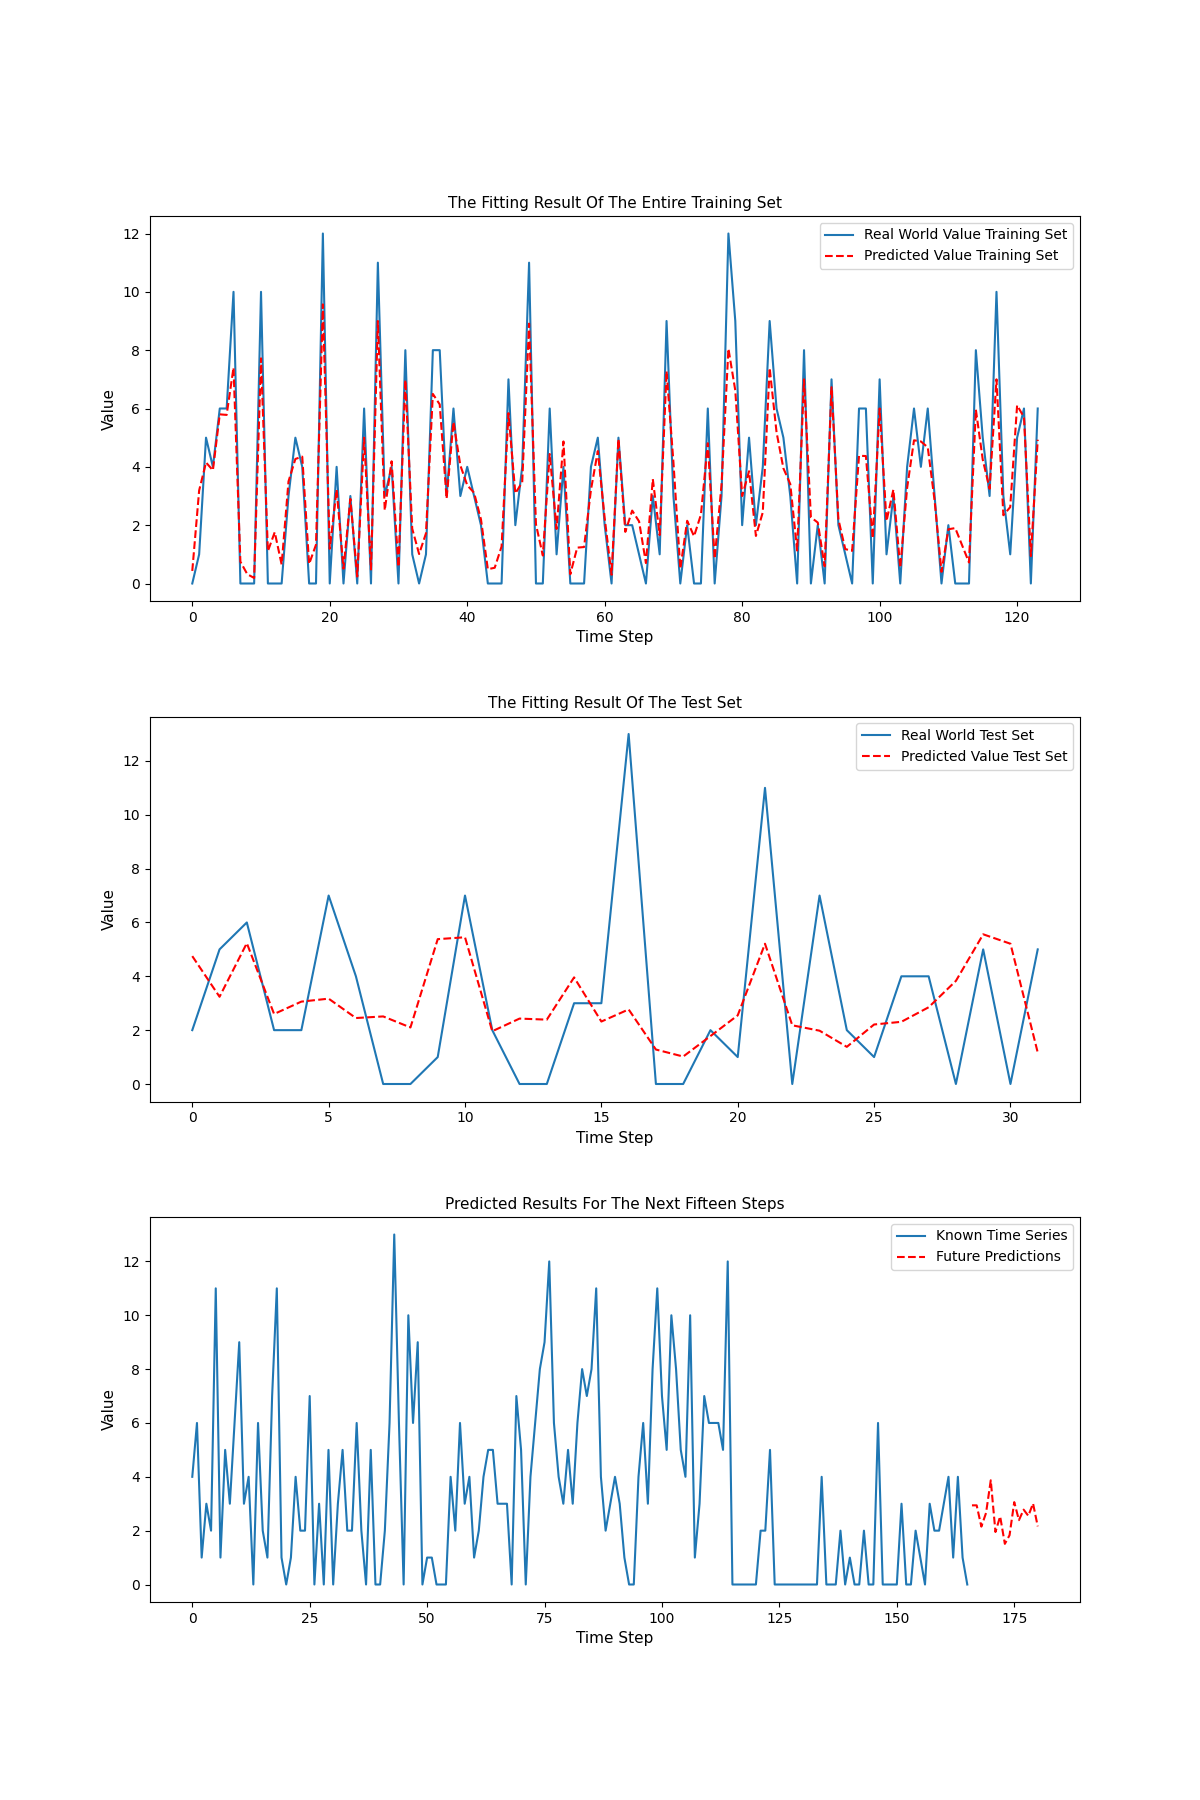 The Fitting Result Of The Entire Training Set
Real World Value Training Set
Predicted Value Training Set
Value
12
10
8
6
4
2
0
0 20 40 60 80 100 120
Time Step
The Fitting Result Of The Test Set
Real World Test Set
Predicted Value Test Set
Value
12
10
8
6
4
2
0
0 5 10 15 20 25 30
Time Step
Predicted Results For The Next Fifteen Steps
Known Time Series
Future Predictions
Value
12
10
8
6
4
2
0
0 25 50 75 100 125 150 175
Time Step